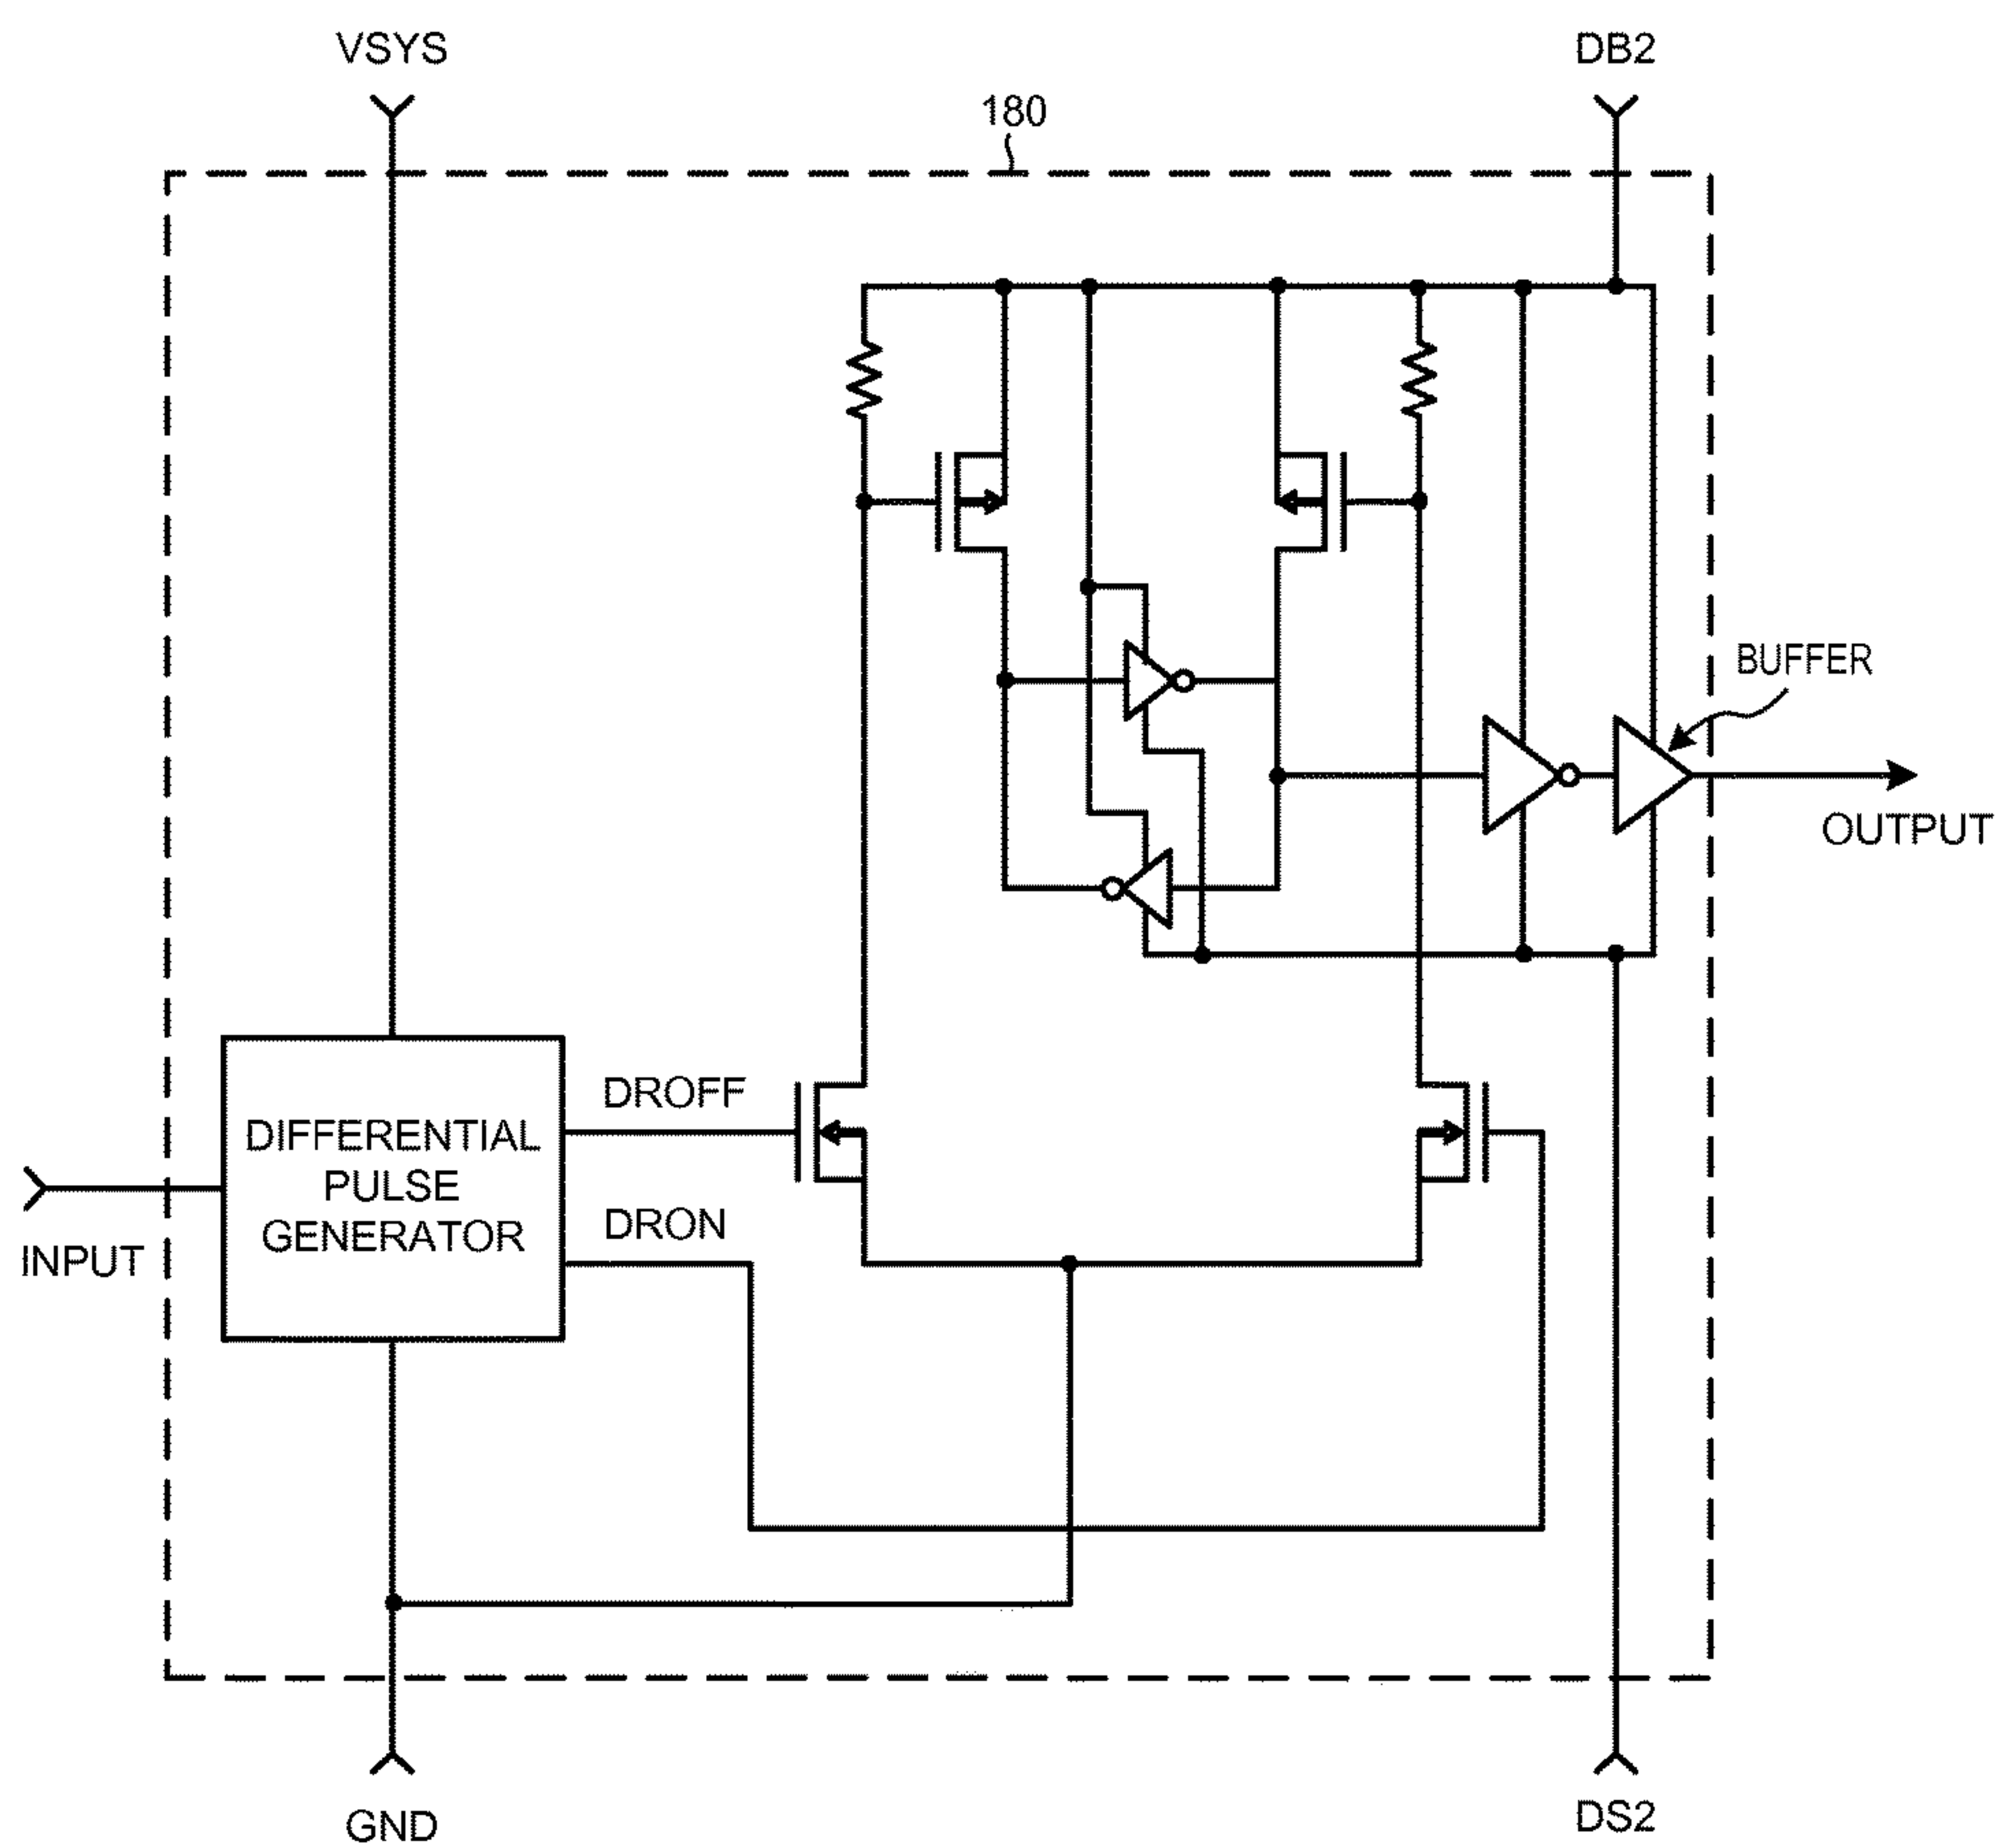 VSYS
DB2
180
BUFFER
OUTPUT
DROFF
DIFFERENTIAL
PULSE
GENERATOR
DRON
INPUT
GND
DS2